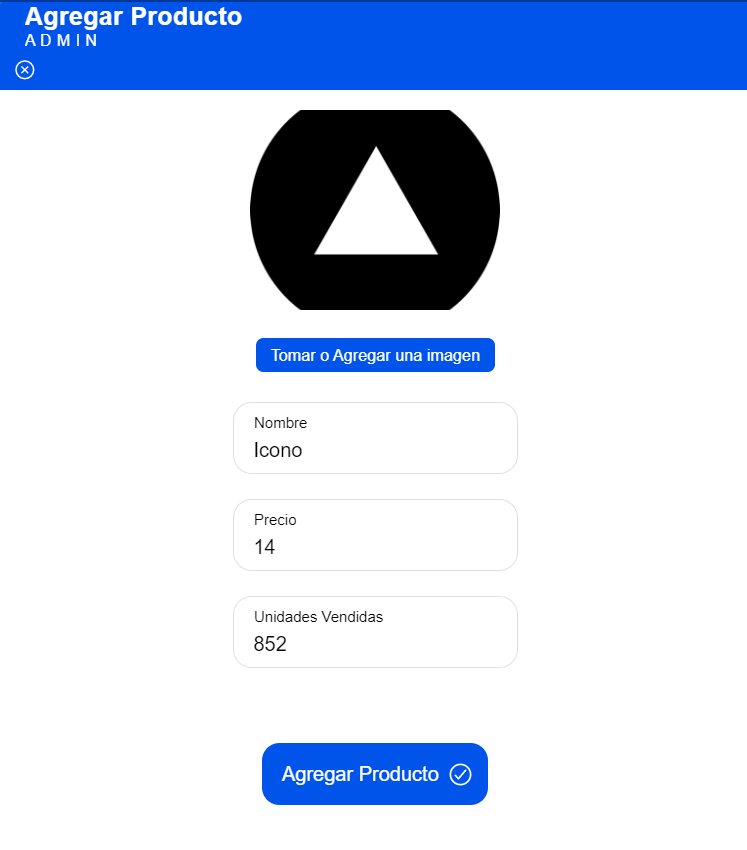 Agregar Producto
ADMIN
Tomar o Agregar una imagen
Nombre
Icono
Precio
14
Unidades Vendidas
852
Agregar Producto